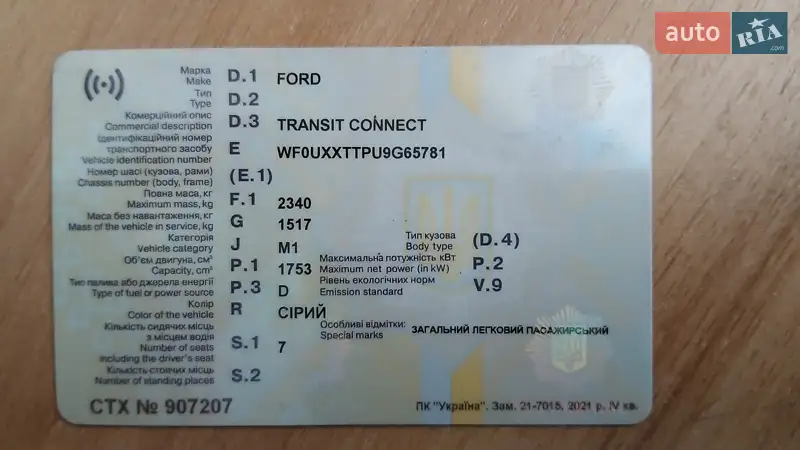 auto RIA.com
Марка D.1 FORD
Make
Тип D.2
Type
Комерційний опис D.3 TRANSIT CONNECT
Commercial description
Ідентифікаційний номер
транспортного засобу E WF0UXXTTPU9G65781
Vehicle identification number
Номер шасі (кузова, рами) (E.1)
Chassis number (body, frame)
Повна маса, кг F.1 2340
Maximum mass, kg
Маса без навантаження, кг G 1517
Mass of the vehicle in service, kg
Категорія J M1
Vehicle category
Тип кузова (D.4)
Body type
Об'єм двигуна, см³ P.1 1753
Capacity, cm³
Максимальна потужність кВт P.2
Maximum net power (in kW)
Тип палива або джерела енергії P.3 D
Type of fuel or power source
Рівень екологічних норм V.9
Emission standard
Колір R СІРИЙ
Color of the vehicle
Особливі відмітки: ЗАГАЛЬНИЙ ЛЕГКОВИЙ ПАСАЖИРСЬКИЙ
Special marks
Кількість сидячих місць
з місцем водія S.1 7
Number of seats
including the driver's seat
Кількість стоячих місць S.2
Number of standing places
СТХ № 907207
ПК "Україна". Зам. 21-7015, 2021 р. IV кв.